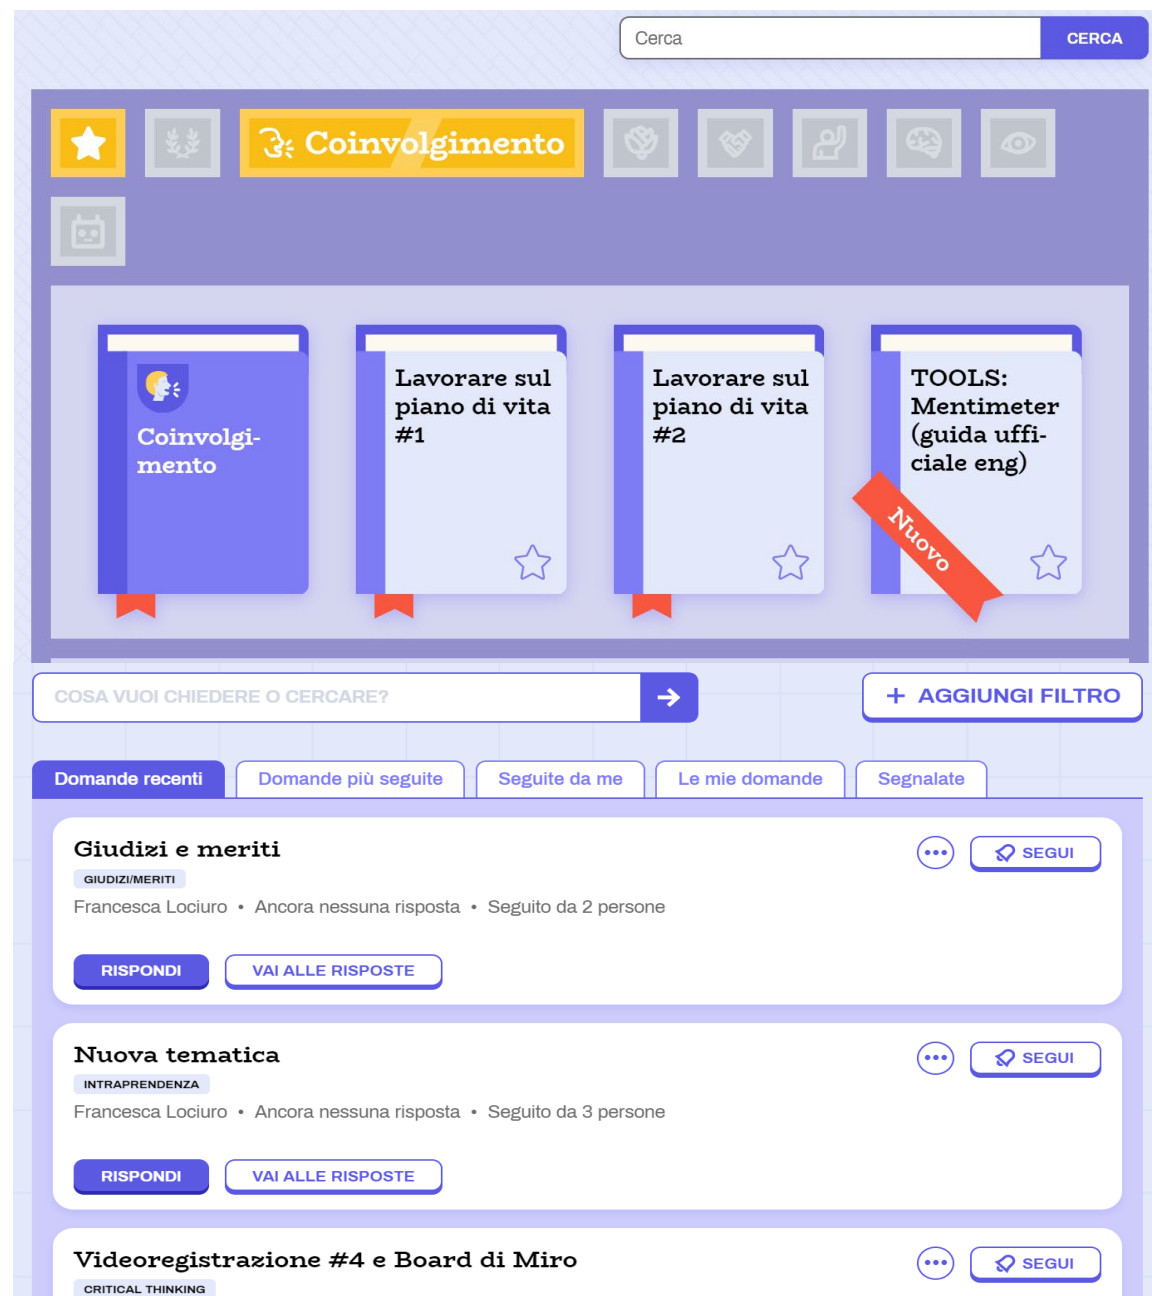 Cerca
CERCA
Coinvolgimento
Coinvolgi-
mento
Lavorare sul
piano di vita
#1
Lavorare sul
piano di vita
#2
TOOLS:
Mentimeter
(guida uffi-
ciale eng)
Nuovo
COSA VUOI CHIEDERE O CERCARE?
+ AGGIUNGI FILTRO
Domande recenti
Domande più seguite
Seguite da me
Le mie domande
Segnalate
Giudizi e meriti
SEGUI
GIUDIZI/MERITI
Francesca Lociuro • Ancora nessuna risposta • Seguito da 2 persone
RISPONDI
VAI ALLE RISPOSTE
Nuova tematica
SEGUI
INTRAPRENDENZA
Francesca Lociuro • Ancora nessuna risposta • Seguito da 3 persone
RISPONDI
VAI ALLE RISPOSTE
Videoregistrazione #4 e Board di Miro
SEGUI
CRITICAL THINKING